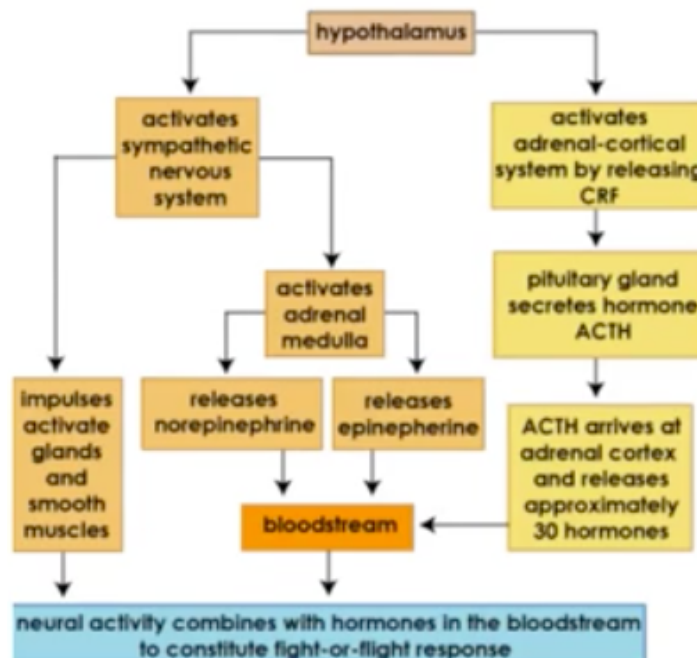 hypothalamus
activates
sympathetic
nervous
system
activates
adrenal-cortical
system by releasing
CRF
activates
adrenal
medulla
pituitary gland
secretes hormone
ACTH
impulses
activate
glands
and
smooth
muscles
releases
norepinephrine
releases
epinepherine
ACTH arrives at
adrenal cortex
and releases
approximately
30 hormones
bloodstream
neural activity combines with hormones in the bloodstream
to constitute fight-or-flight response